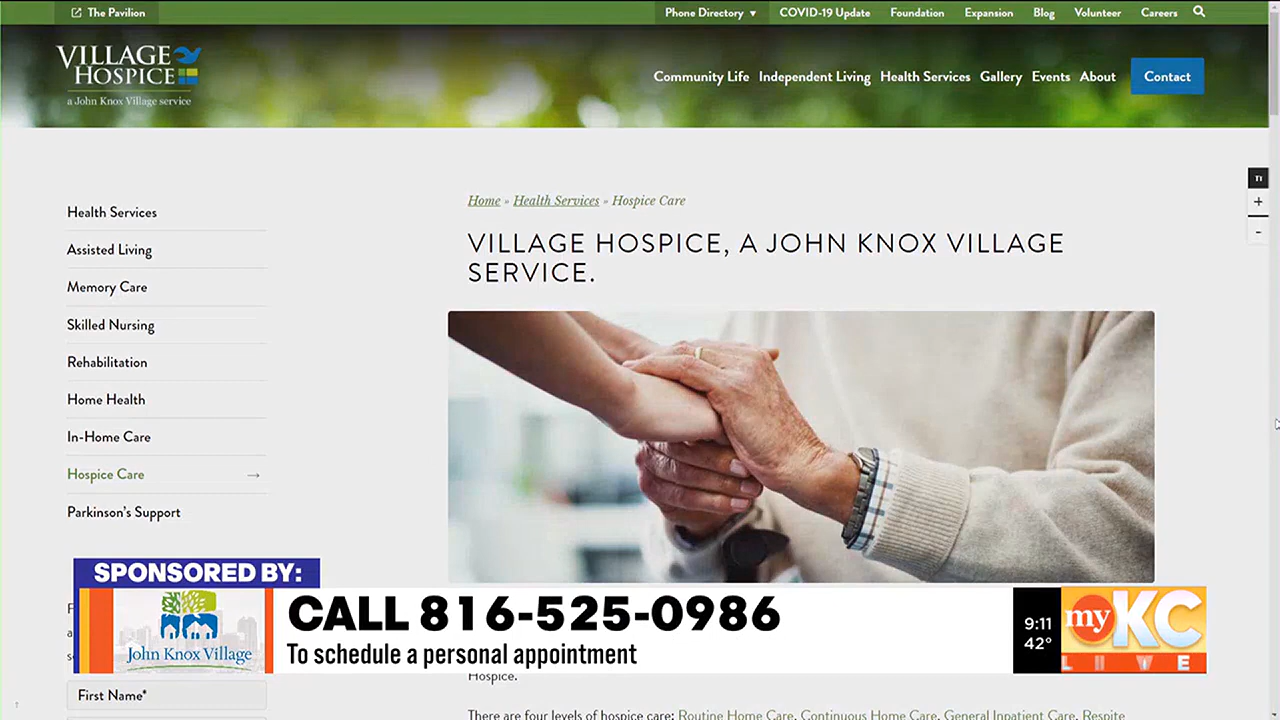 The Pavilion
Phone Directory ▼ COVID-19 Update Foundation Expansion Blog Volunteer Careers
VILLAGE
HOSPICE
a John Knox Village service
Community Life Independent Living Health Services Gallery Events About Contact
Health Services
Assisted Living
Memory Care
Skilled Nursing
Rehabilitation
Home Health
In-Home Care
Hospice Care →
Parkinson's Support
Home » Health Services » Hospice Care
VILLAGE HOSPICE, A JOHN KNOX VILLAGE
SERVICE.
+
-
SPONSORED BY:
John Knox Village
CALL 816-525-0986
To schedule a personal appointment
9:11
42°
my KC
LIVE
First Name*
Hospice.
There are four levels of hospice care: Routine Home Care, Continuous Home Care, General Inpatient Care, Respite